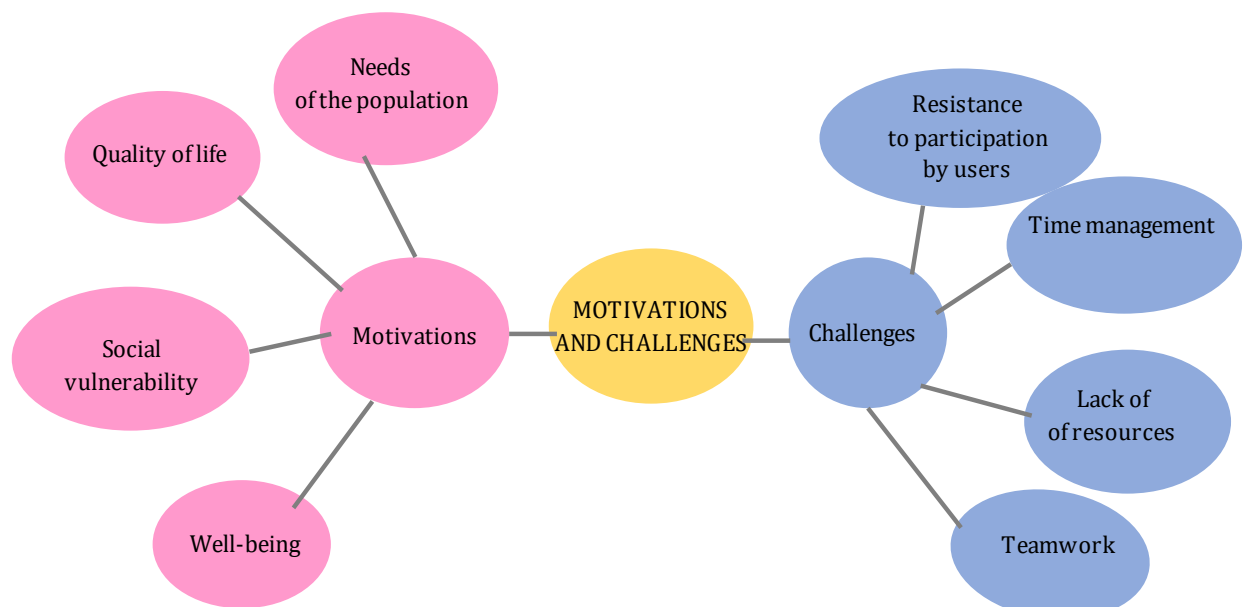 Needs
of the population
Quality of life
Social
vulnerability
Well-being
Motivations
MOTIVATIONS
AND CHALLENGES
Challenges
Resistance
to participation
by users
Time management
Lack of
of resources
Teamwork